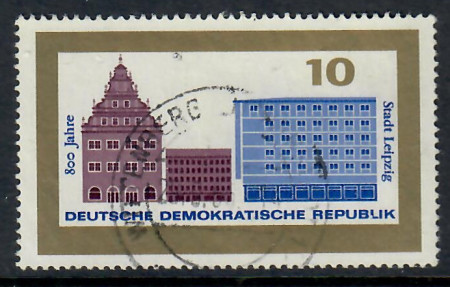 10
800 Jahre
Stadt Leipzig
DEUTSCHE DEMOKRATISCHE REPUBLIK